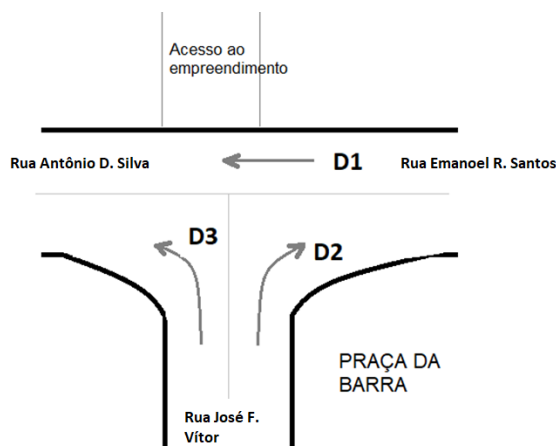 Acesso ao
empreendimento
Rua Antônio D. Silva
D1
Rua Emanoel R. Santos
D3
D2
PRAÇA DA
BARRA
Rua José F.
Vítor